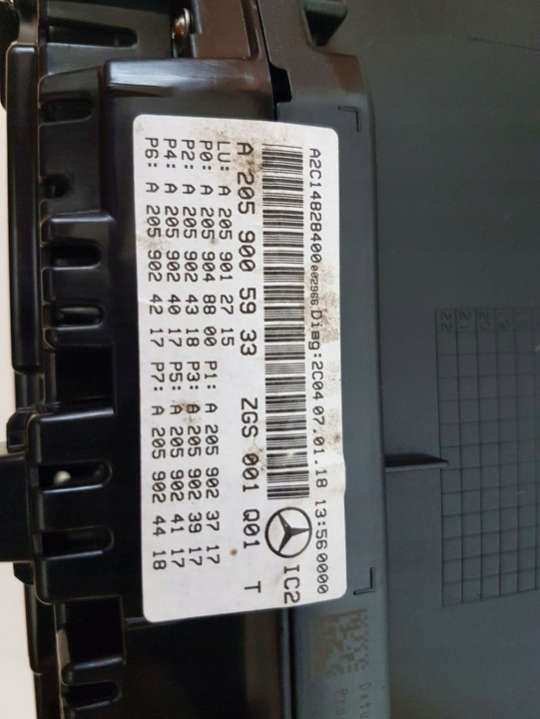 A2C14828400002966 Diag:2C04 07.01.18 13:560000
IC2
A 205 900 59 33 ZGS 001 Q01 T
LU: A 205 901 27 15
P0: A 205 904 88 00 P1: A 205 902 37 17
P2: A 205 902 43 18 P3: A 205 902 39 17
P4: A 205 902 40 17 P5: A 205 902 41 17
P6: A 205 902 42 17 P7: A 205 902 44 18